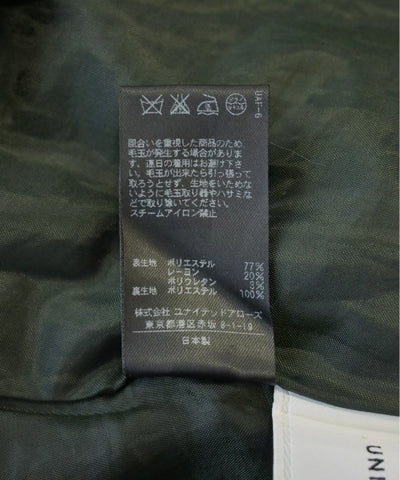 UAF-6
風合いを重視した商品のため、
毛玉が発生する場合がありま
す。連日の着用はお避け下さ
い。毛玉が出来たら引っ張って
取ろうとせず、生地をいためな
いように毛玉取り器やハサミな
どで取り除いてください。
スチームアイロン禁止
表生地 ポリエステル 77%
レーヨン 20%
ポリウレタン 3%
裏生地 ポリエステル 100%
株式会社 ユナイテッドアローズ
東京都港区赤坂 8-1-19
日本製
UNI